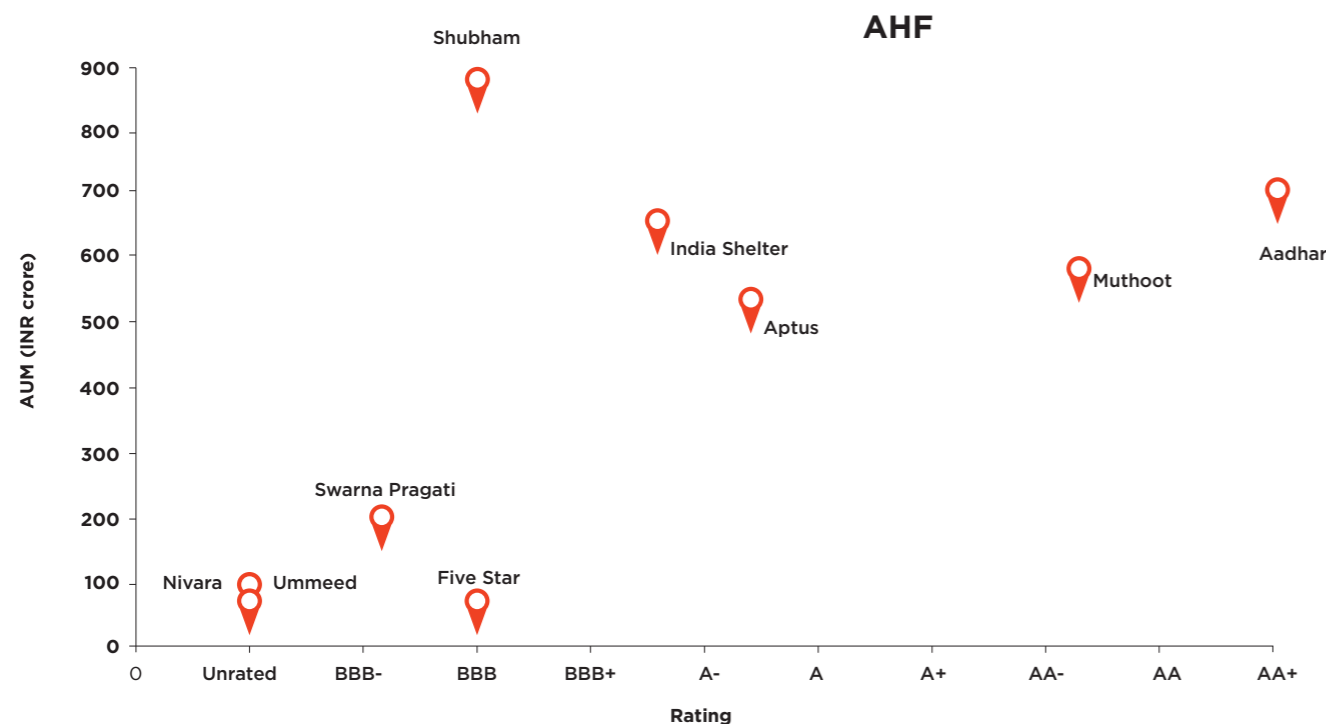 AHF
Shubham
900
800
700
600
500
400
300
200
100
0
AUM (INR crore)
India Shelter
Aptus
Muthoot
Aadhar
Swarna Pragati
Nivara Ummeed
Five Star
0 Unrated BBB- BBB BBB+ A- A A+ AA- AA AA+
Rating